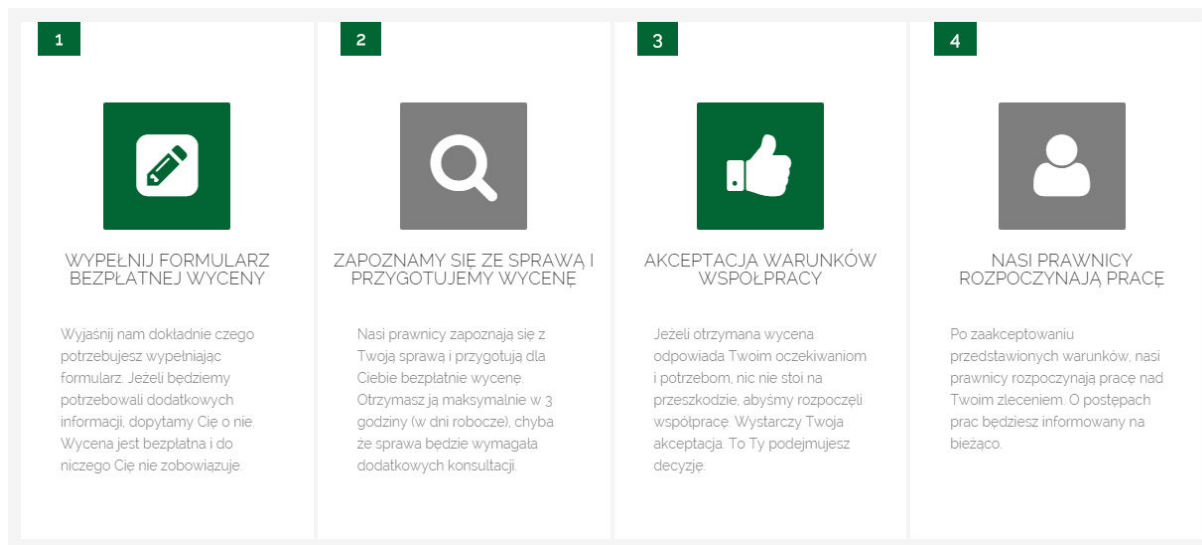 1
WYPEŁNIJ FORMULARZ
BEZPŁATNEJ WYCENY
Wyjaśnij nam dokładnie czego
potrzebujesz wypełniając
formularz. Jeżeli będziemy
potrzebowali dodatkowych
informacji, dopytamy Cię o nie.
Wycena jest bezpłatna i do
niczego Cię nie zobowiązuje.
2
ZAPOZNAMY SIĘ ZE SPRAWĄ I
PRZYGOTUJEMY WYCENĘ
Nasi prawnicy zapoznają się z
Twoją sprawą i przygotują dla
Ciebie bezpłatnie wycenę.
Otrzymasz ją maksymalnie w 3
godziny (w dni robocze), chyba
że sprawa będzie wymagała
dodatkowych konsultacji.
3
AKCEPTACJA WARUNKÓW
WSPÓŁPRACY
Jeżeli otrzymana wycena
odpowiada Twoim oczekiwaniom
i potrzebom, nic nie stoi na
przeszkodzie, abyśmy rozpoczęli
współpracę. Wystarczy Twoja
akceptacja. To Ty podejmujesz
decyzję.
4
NASI PRAWNICY
ROZPOCZYNAJĄ PRACĘ
Po zaakceptowaniu
przedstawionych warunków, nasi
prawnicy rozpoczynają pracę nad
Twoim zleceniem. O postępach
prac będziesz informowany na
bieżąco.